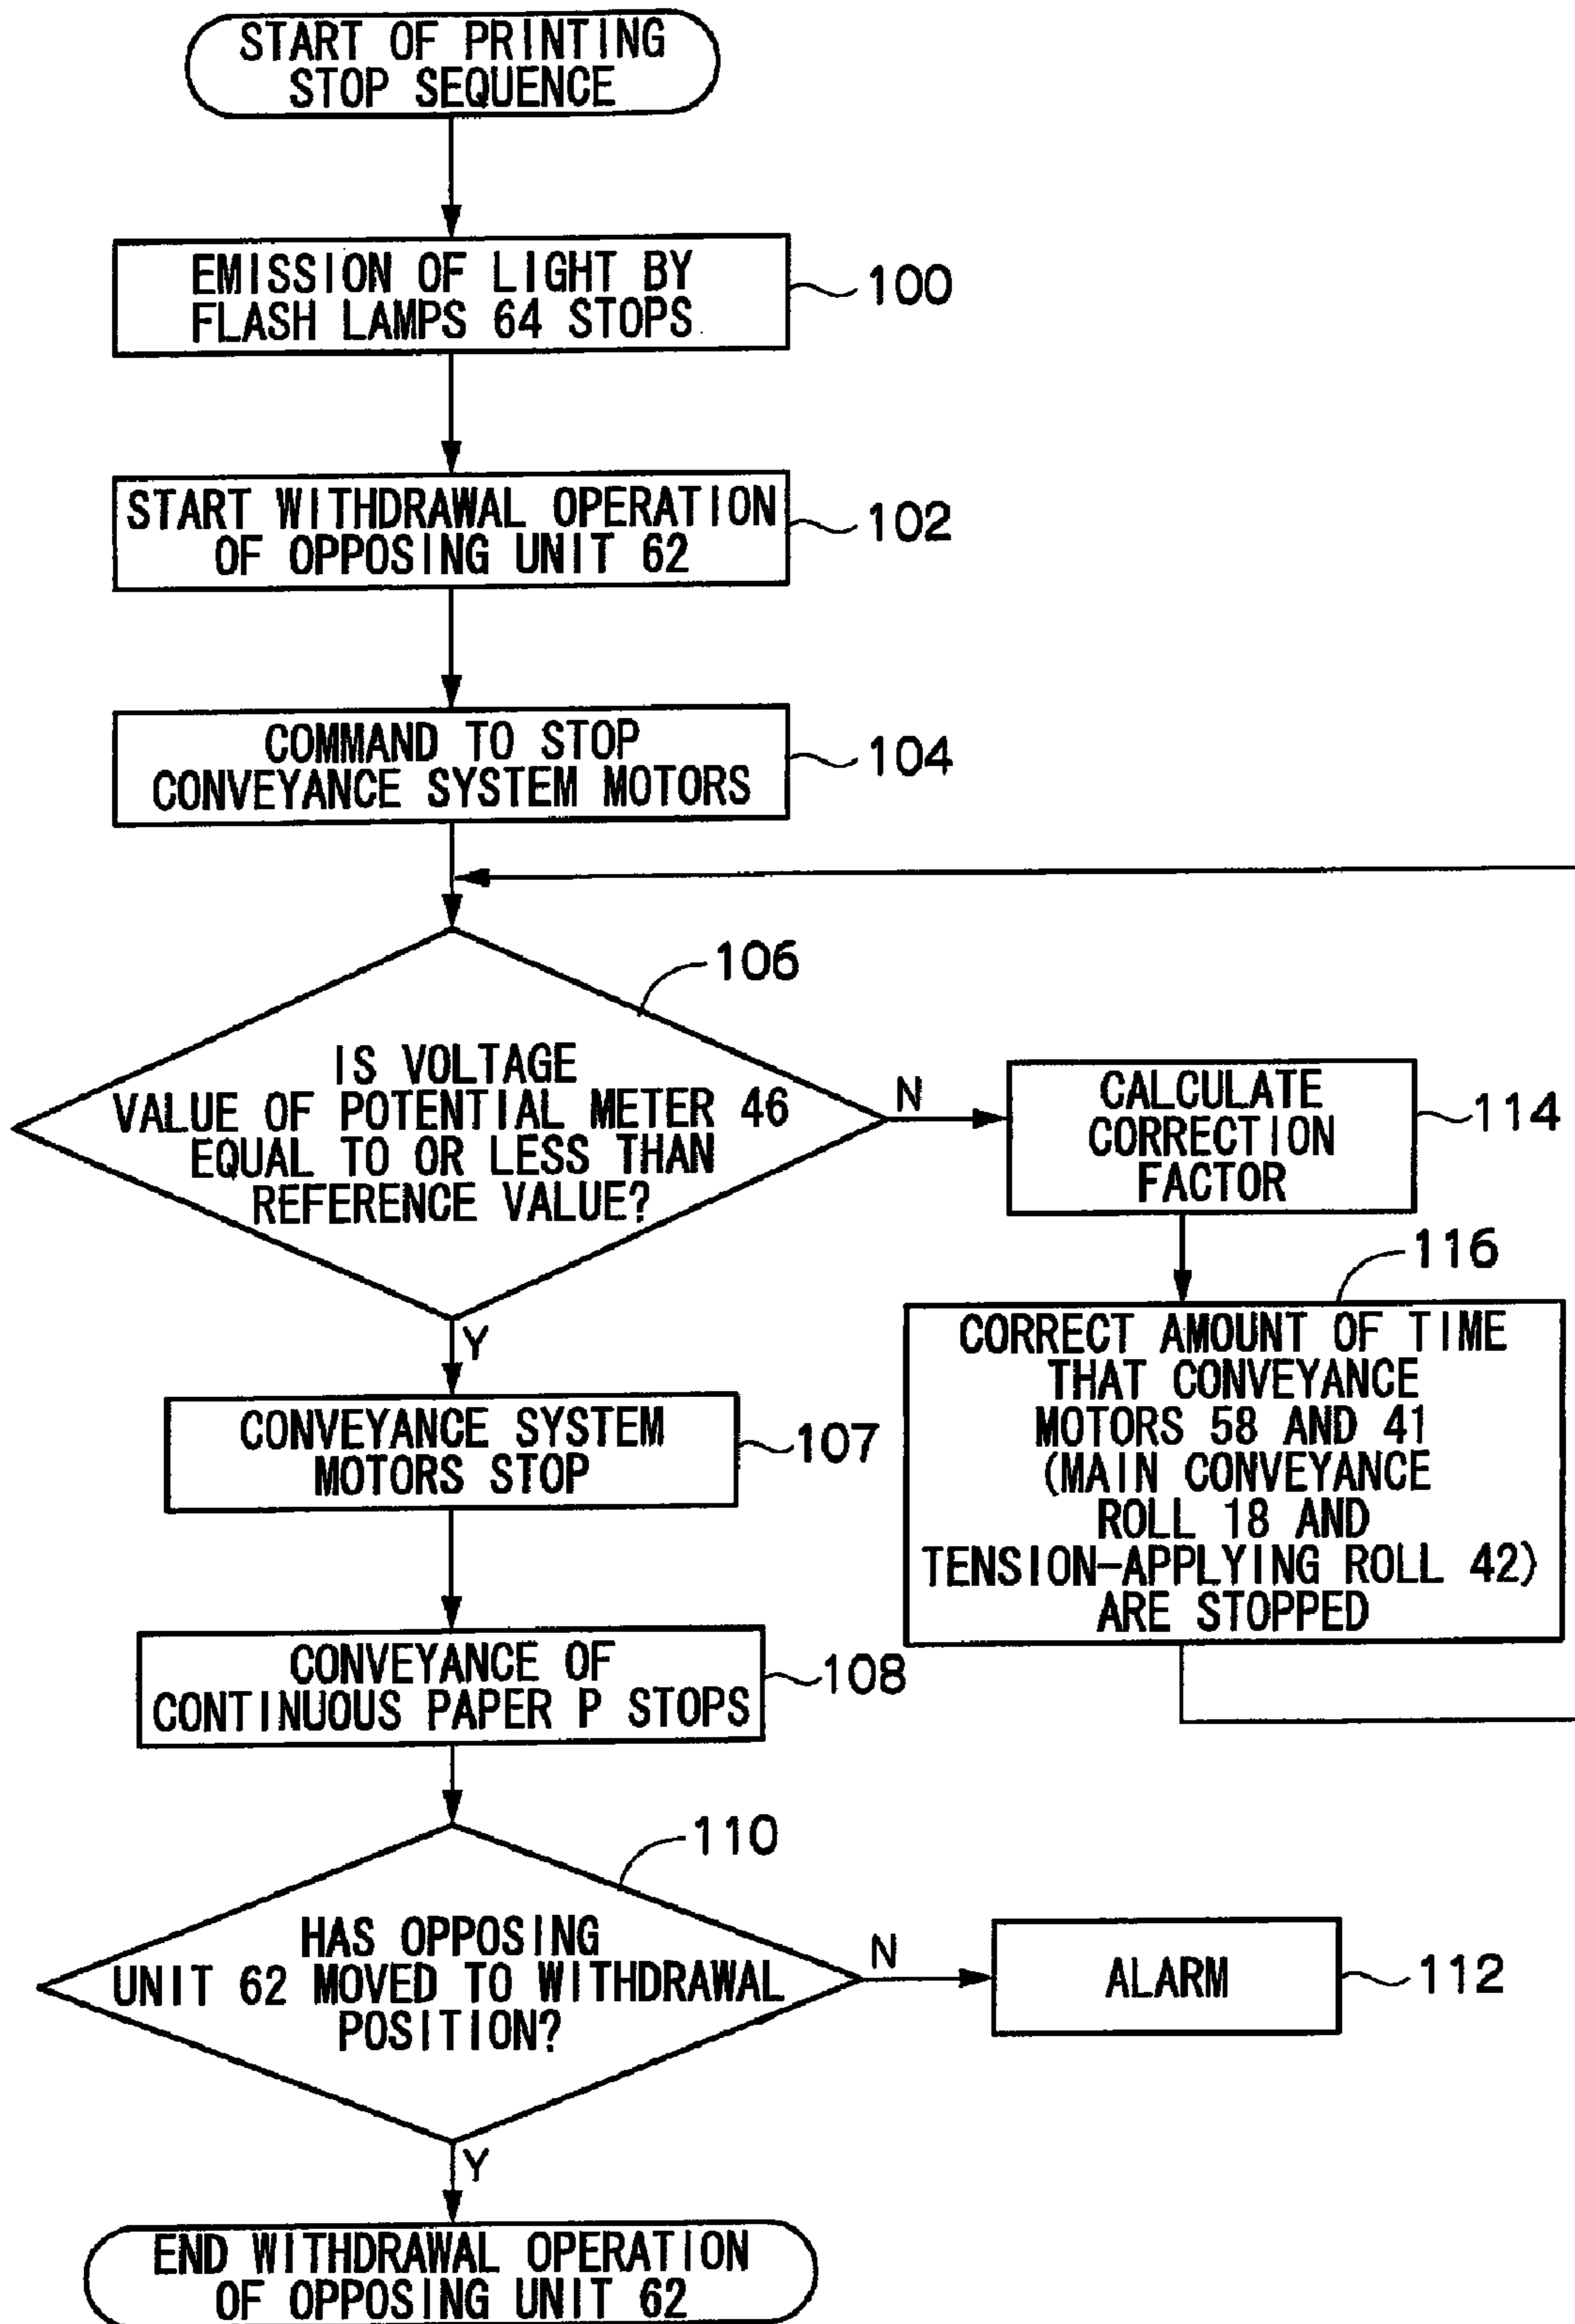 START OF PRINTING
STOP SEQUENCE
EMISSION OF LIGHT BY
FLASH LAMPS 64 STOPS
100
START WITHDRAWAL OPERATION
OF OPPOSING UNIT 62
102
COMMAND TO STOP
CONVEYANCE SYSTEM MOTORS
104
106
IS VOLTAGE
VALUE OF POTENTIAL METER 46
EQUAL TO OR LESS THAN
REFERENCE VALUE?
N
CALCULATE
CORRECTION
FACTOR
114
116
CORRECT AMOUNT OF TIME
THAT CONVEYANCE
MOTORS 58 AND 41
(MAIN CONVEYANCE
ROLL 18 AND
TENSION-APPLYING ROLL 42)
ARE STOPPED
Y
CONVEYANCE SYSTEM
MOTORS STOP
107
CONVEYANCE OF
CONTINUOUS PAPER P STOPS
108
110
HAS OPPOSING
UNIT 62 MOVED TO WITHDRAWAL
POSITION?
N
ALARM
112
Y
END WITHDRAWAL OPERATION
OF OPPOSING UNIT 62